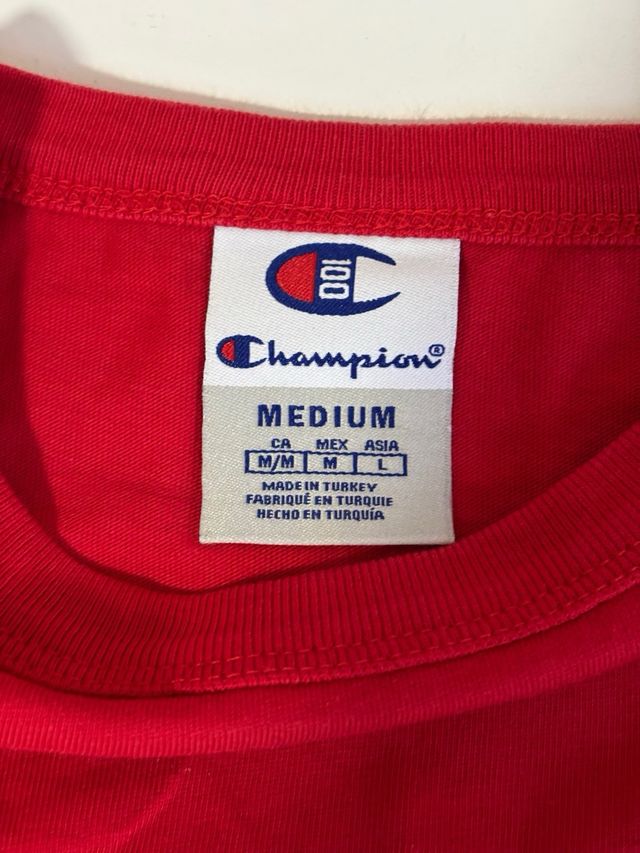 100
Champion®
MEDIUM
CA MEX ASIA
M/M M L
MADE IN TURKEY
FABRIQUÉ EN TURQUIE
HECHO EN TURQUÍA